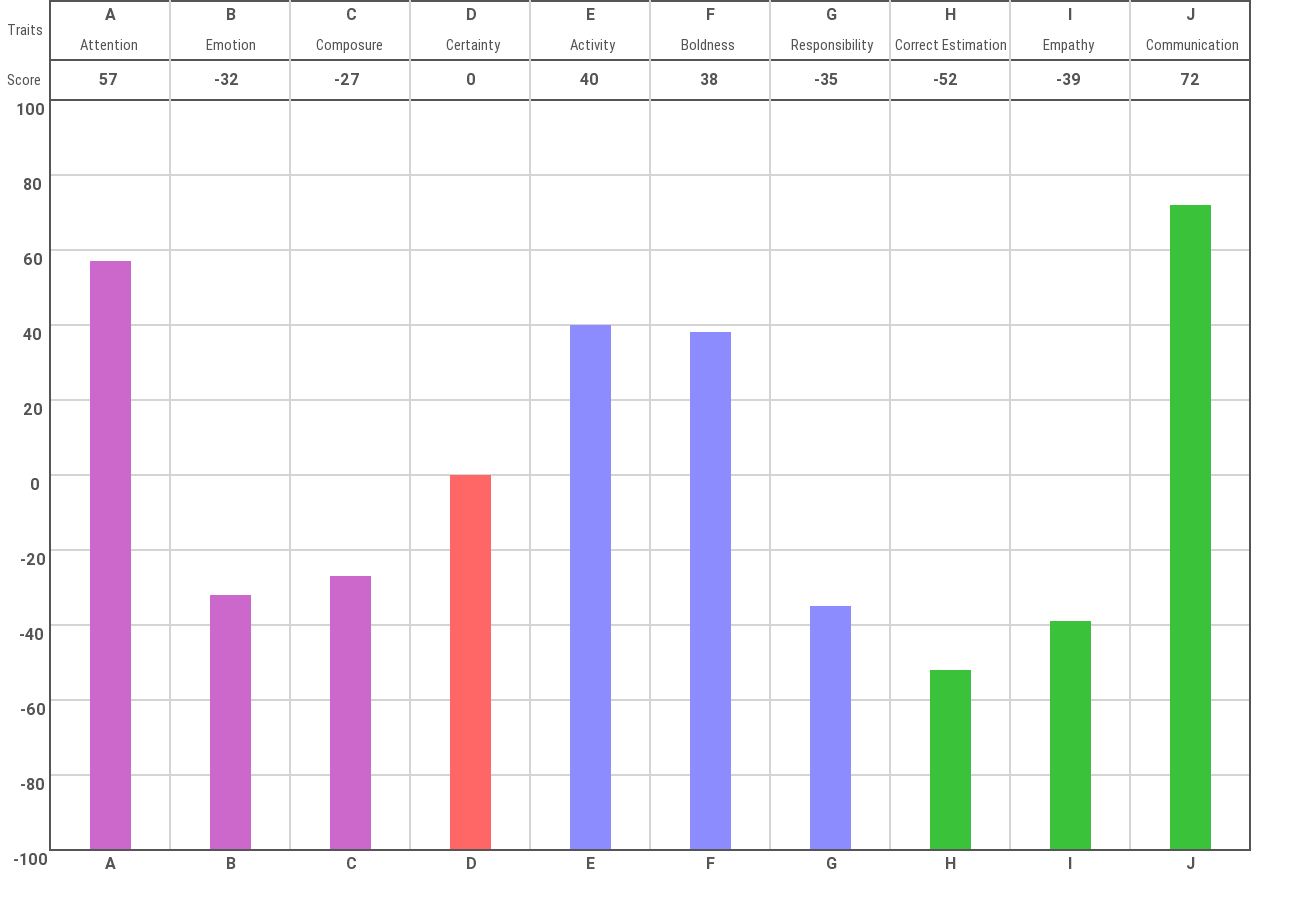 A B C D E F G H I J
Traits
Attention Emotion Composure Certainty Activity Boldness Responsibility Correct Estimation Empathy Communication
Score 57 -32 -27 0 40 38 -35 -52 -39 72
100
80
60
40
20
0
-20
-40
-60
-80
-100
A B C D E F G H I J